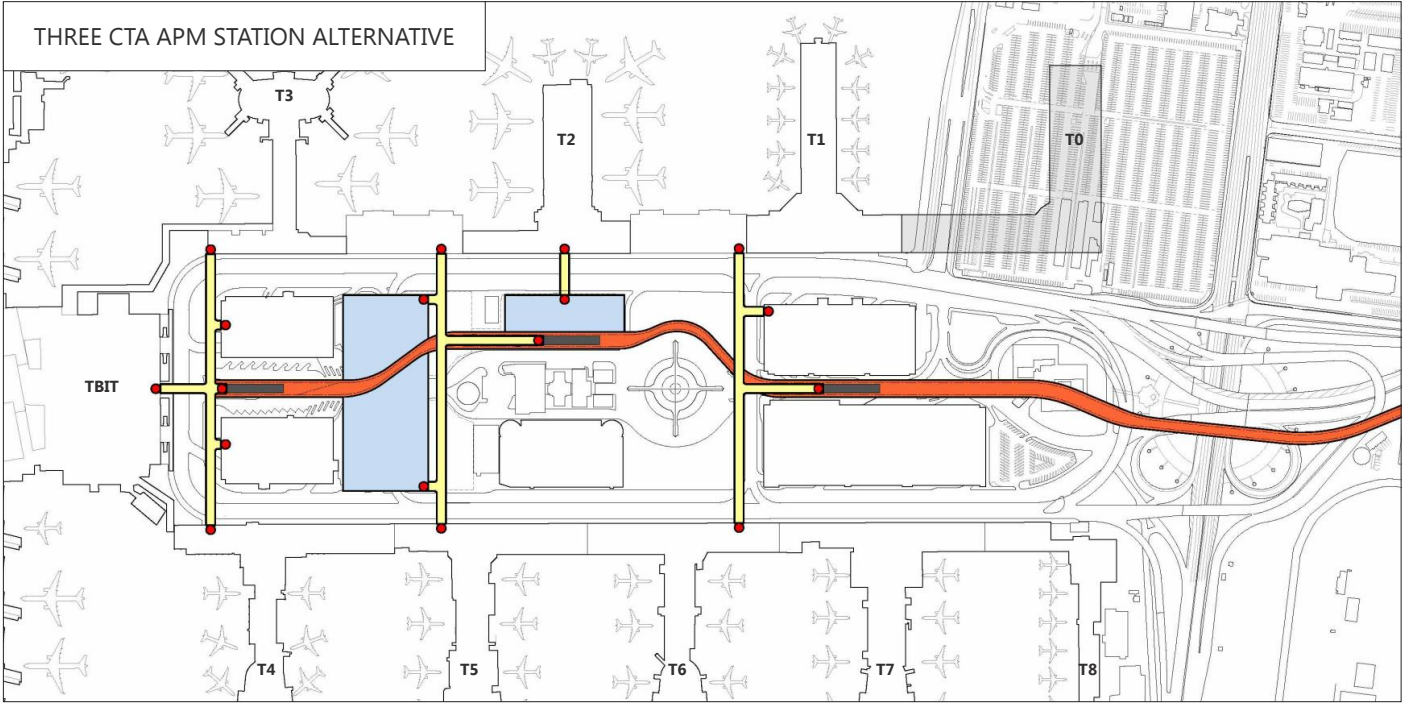 THREE CTA APM STATION ALTERNATIVE
T3
T2
T1
T0
TBIT
T4
T5
T6
T7
T8